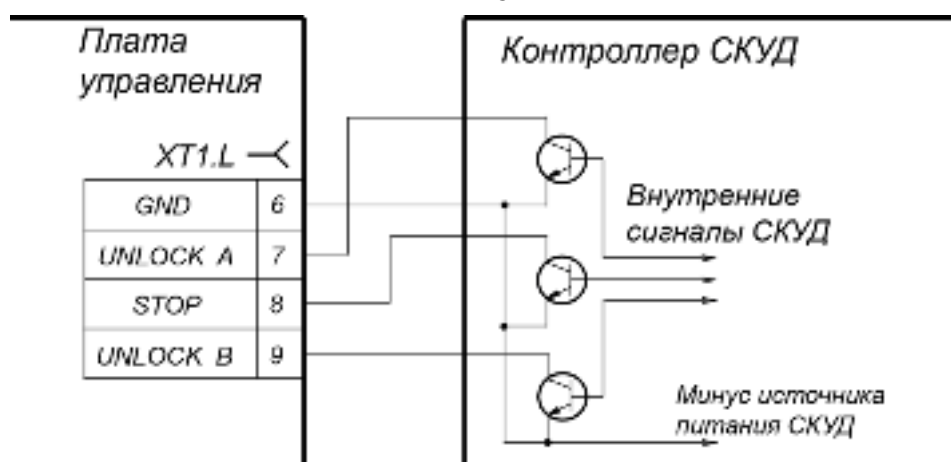 Плата
управления
Контроллер СКУД
XT1.L
GND 6
UNLOCK A 7
STOP 8
UNLOCK B 9
Внутренние
сигналы СКУД
Минус источника
питания СКУД